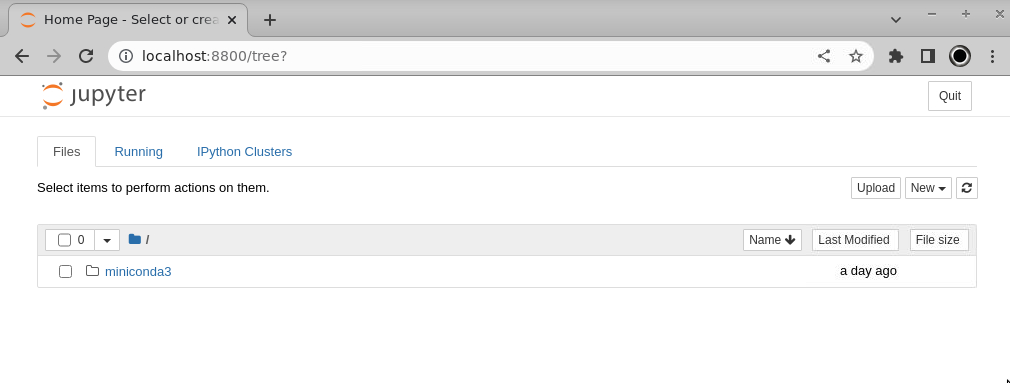 Home Page - Select or crea
localhost:8800/tree?
jupyter
Quit
Files
Running
IPython Clusters
Select items to perform actions on them.
Upload
New
0
/
Name
Last Modified
File size
miniconda3
a day ago